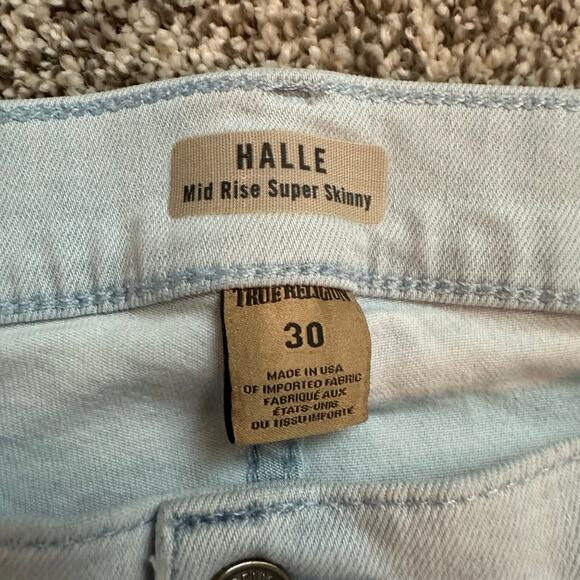 HALLE
Mid Rise Super Skinny
TRUE RELIGION
30
MADE IN USA
OF IMPORTED FABRIC
FABRIQUÉ AUX
ÉTATS-UNIS
DU TISSU IMPORTÉ